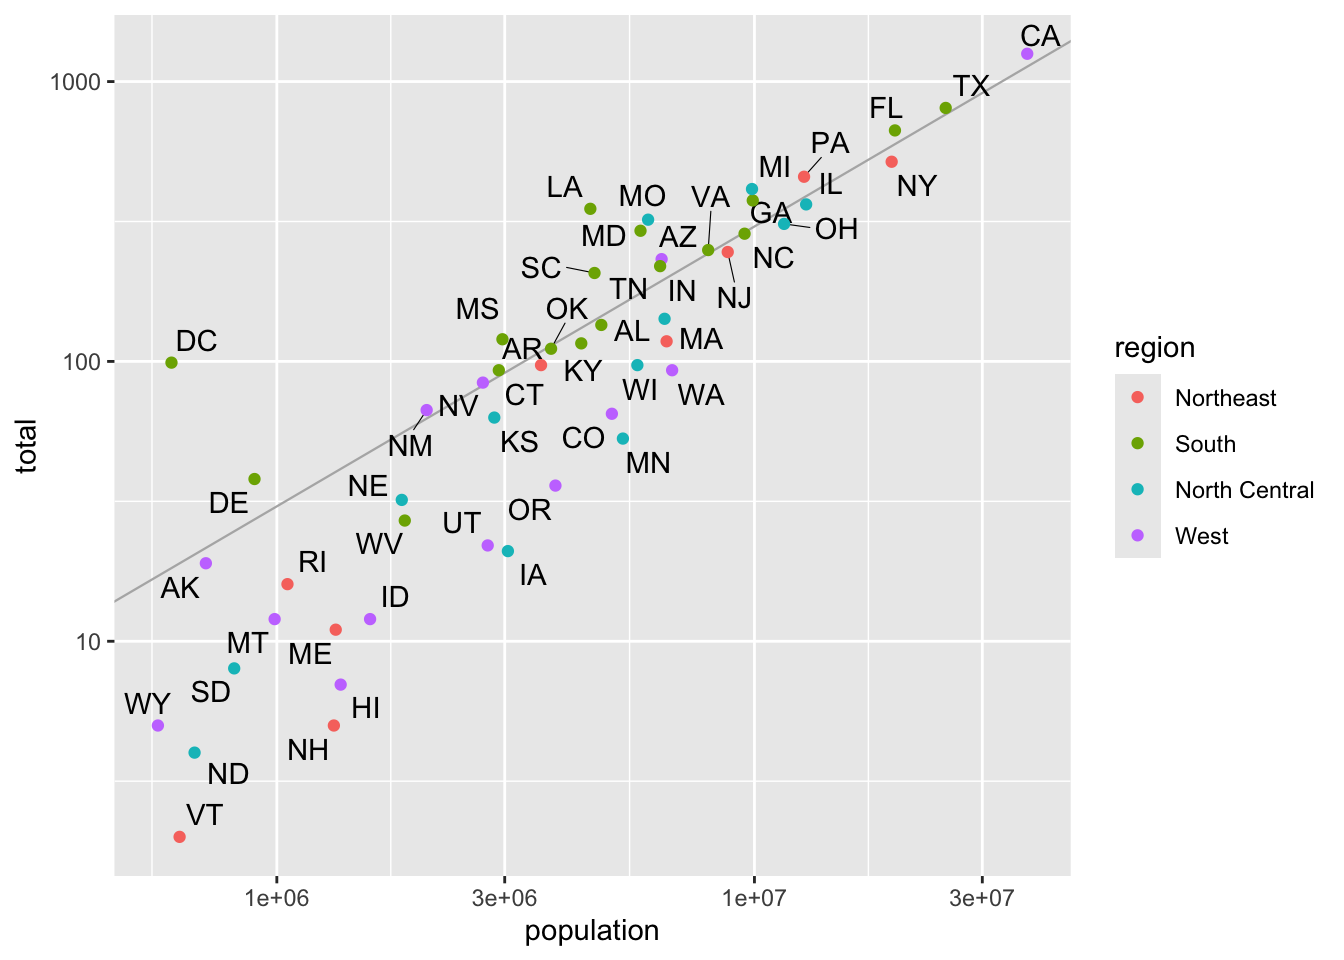 CA
1000
TX
FL
PA
MI
IL
NY
LA
MO
VA
GA
OH
MD
AZ
NC
SC
TN
IN
NJ
MS
OK
DC
AR
AL
MA
100
KY
CT
WI
WA
NV
NM
KS
CO
MN
total
NE
DE
OR
UT
WV
RI
IA
AK
ID
10
MT
ME
SD
WY
HI
NH
ND
VT
1e+06
3e+06
1e+07
3e+07
population
region
Northeast
South
North Central
West